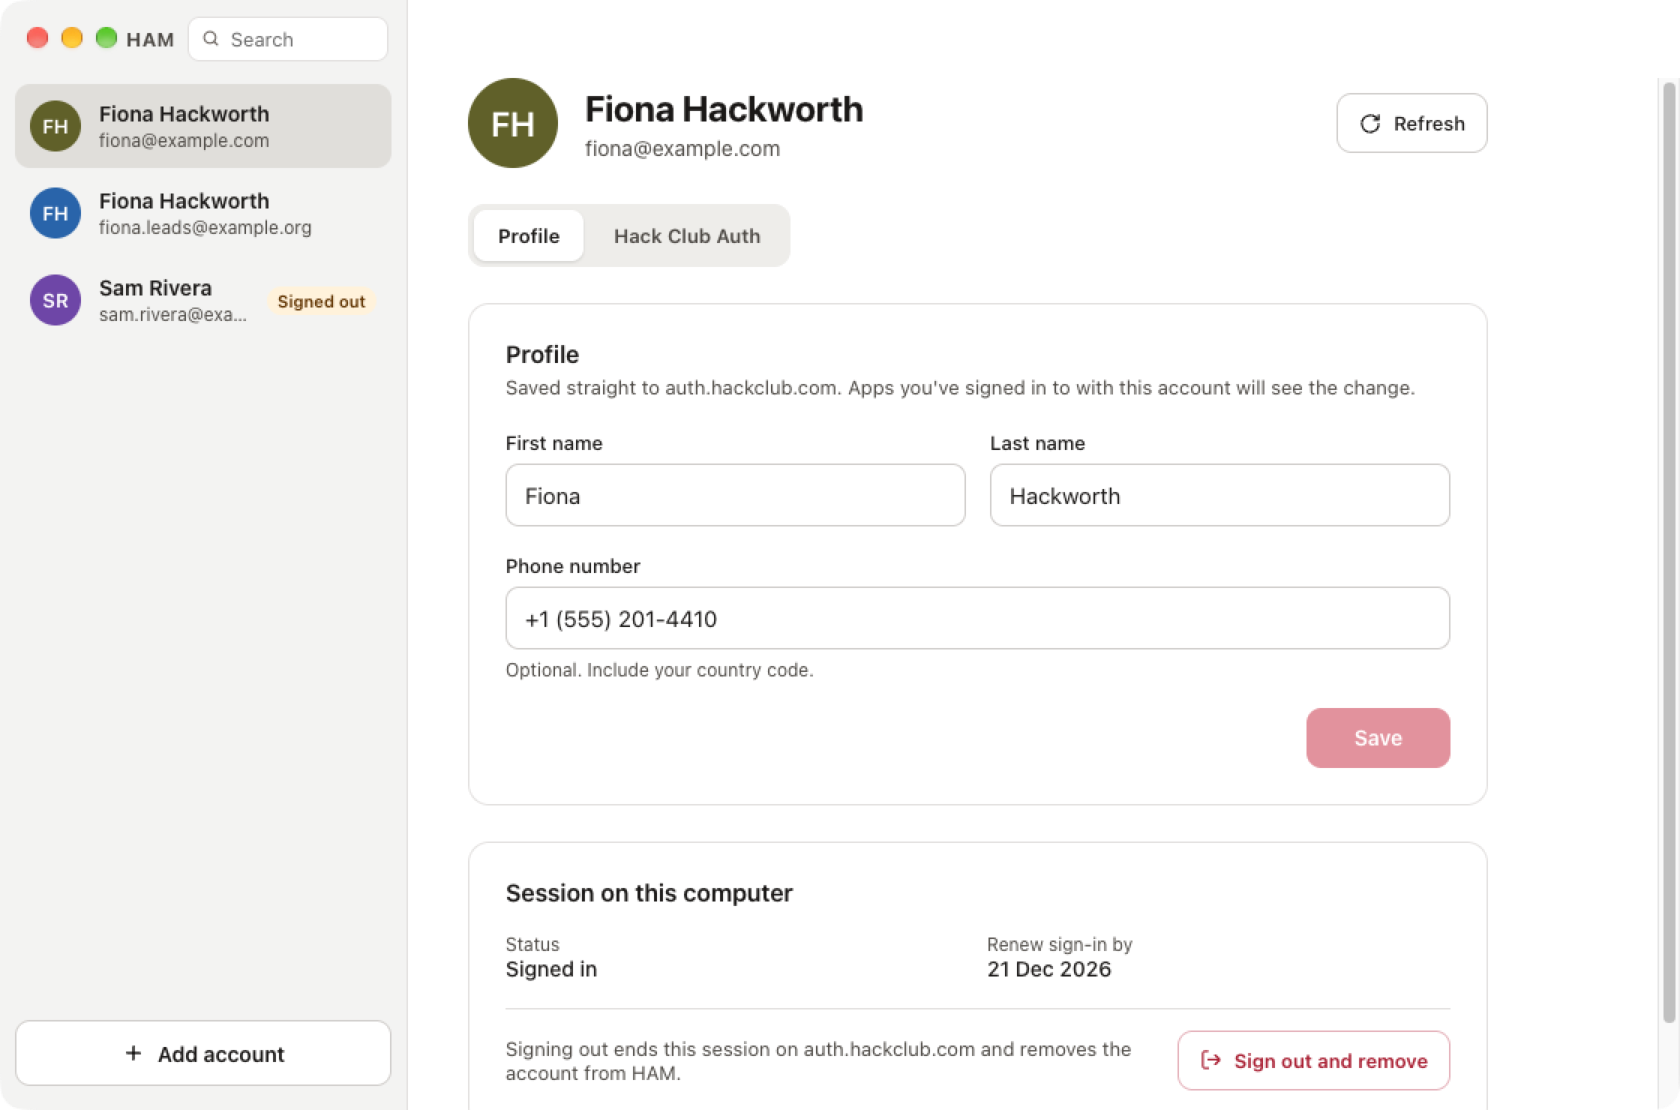 HAM
Search
FH
Fiona Hackworth
fiona@example.com
FH
Fiona Hackworth
fiona.leads@example.org
SR
Sam Rivera
sam.rivera@exa...
Signed out
+ Add account
FH
Fiona Hackworth
fiona@example.com
Refresh
Profile
Hack Club Auth
Profile
Saved straight to auth.hackclub.com. Apps you've signed in to with this account will see the change.
First name
Last name
Fiona
Hackworth
Phone number
+1 (555) 201-4410
Optional. Include your country code.
Save
Session on this computer
Status
Renew sign-in by
Signed in
21 Dec 2026
Signing out ends this session on auth.hackclub.com and removes the
account from HAM.
Sign out and remove